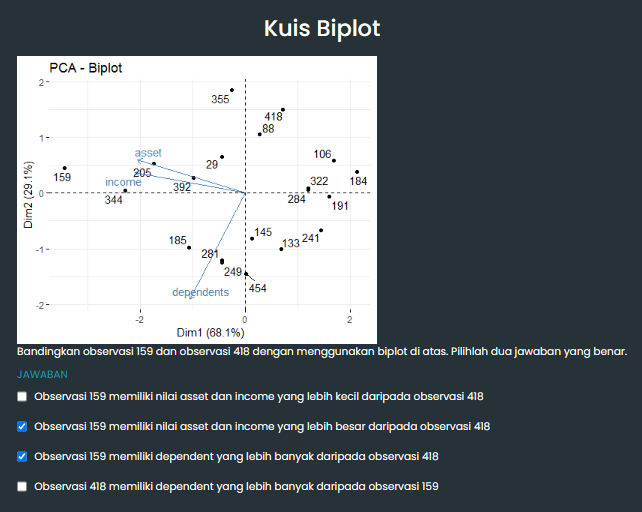 Kuis Biplot
PCA - Biplot
2
355
418
88
1
asset
29
106
159
205
income
392
322
184
0
344
284
191
185
145
241
-1
281
133
249
454
dependents
-2
-2
0
2
Dim2 (29.1%)
Dim1 (68.1%)
Bandingkan observasi 159 dan observasi 418 dengan menggunakan biplot di atas. Pilihlah dua jawaban yang benar.
JAWABAN
Observasi 159 memiliki nilai asset dan income yang lebih kecil daripada observasi 418
Observasi 159 memiliki nilai asset dan income yang lebih besar daripada observasi 418
Observasi 159 memiliki dependent yang lebih banyak daripada observasi 418
Observasi 418 memiliki dependent yang lebih banyak daripada observasi 159